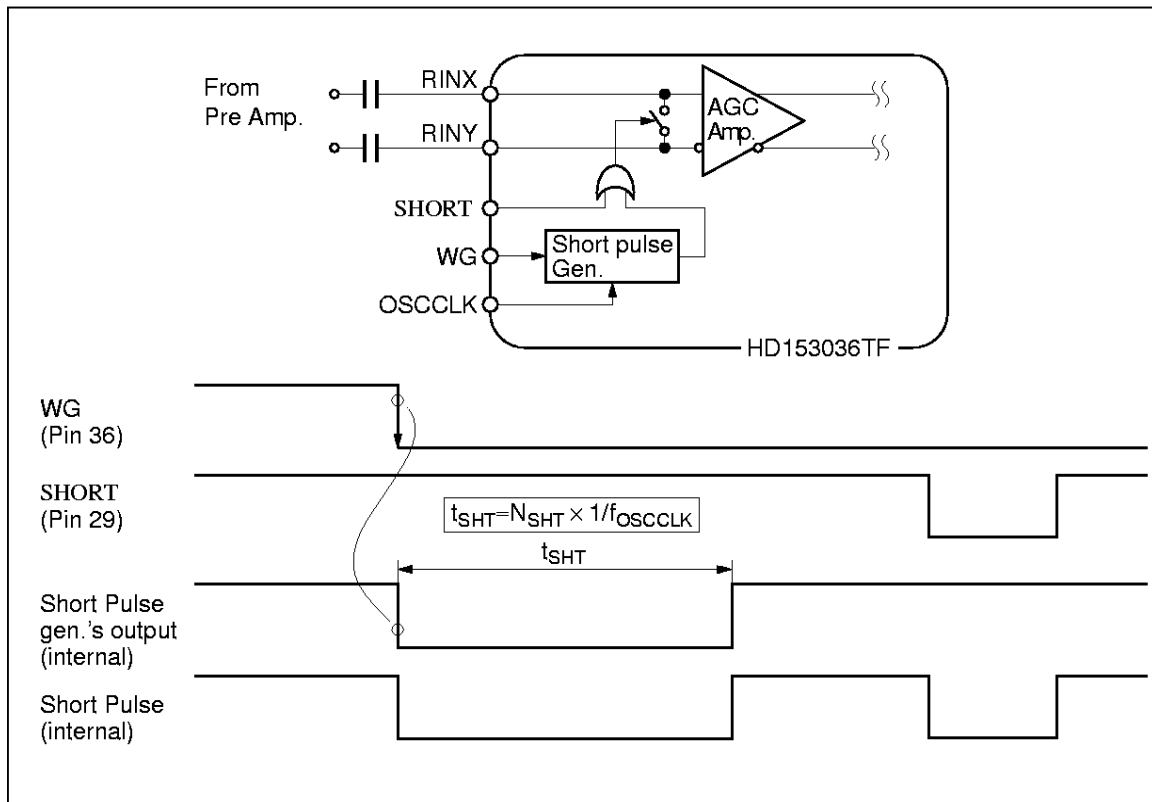 From
Pre Amp.
RINX
RINY
SHORT
WG
OSCCLK
AGC
Amp.
Short pulse
Gen.
HD153036TF
WG
(Pin 36)
SHORT
(Pin 29)
tSHT=NSHT × 1/fOSCCLK
tSHT
Short Pulse
gen.'s output
(internal)
Short Pulse
(internal)